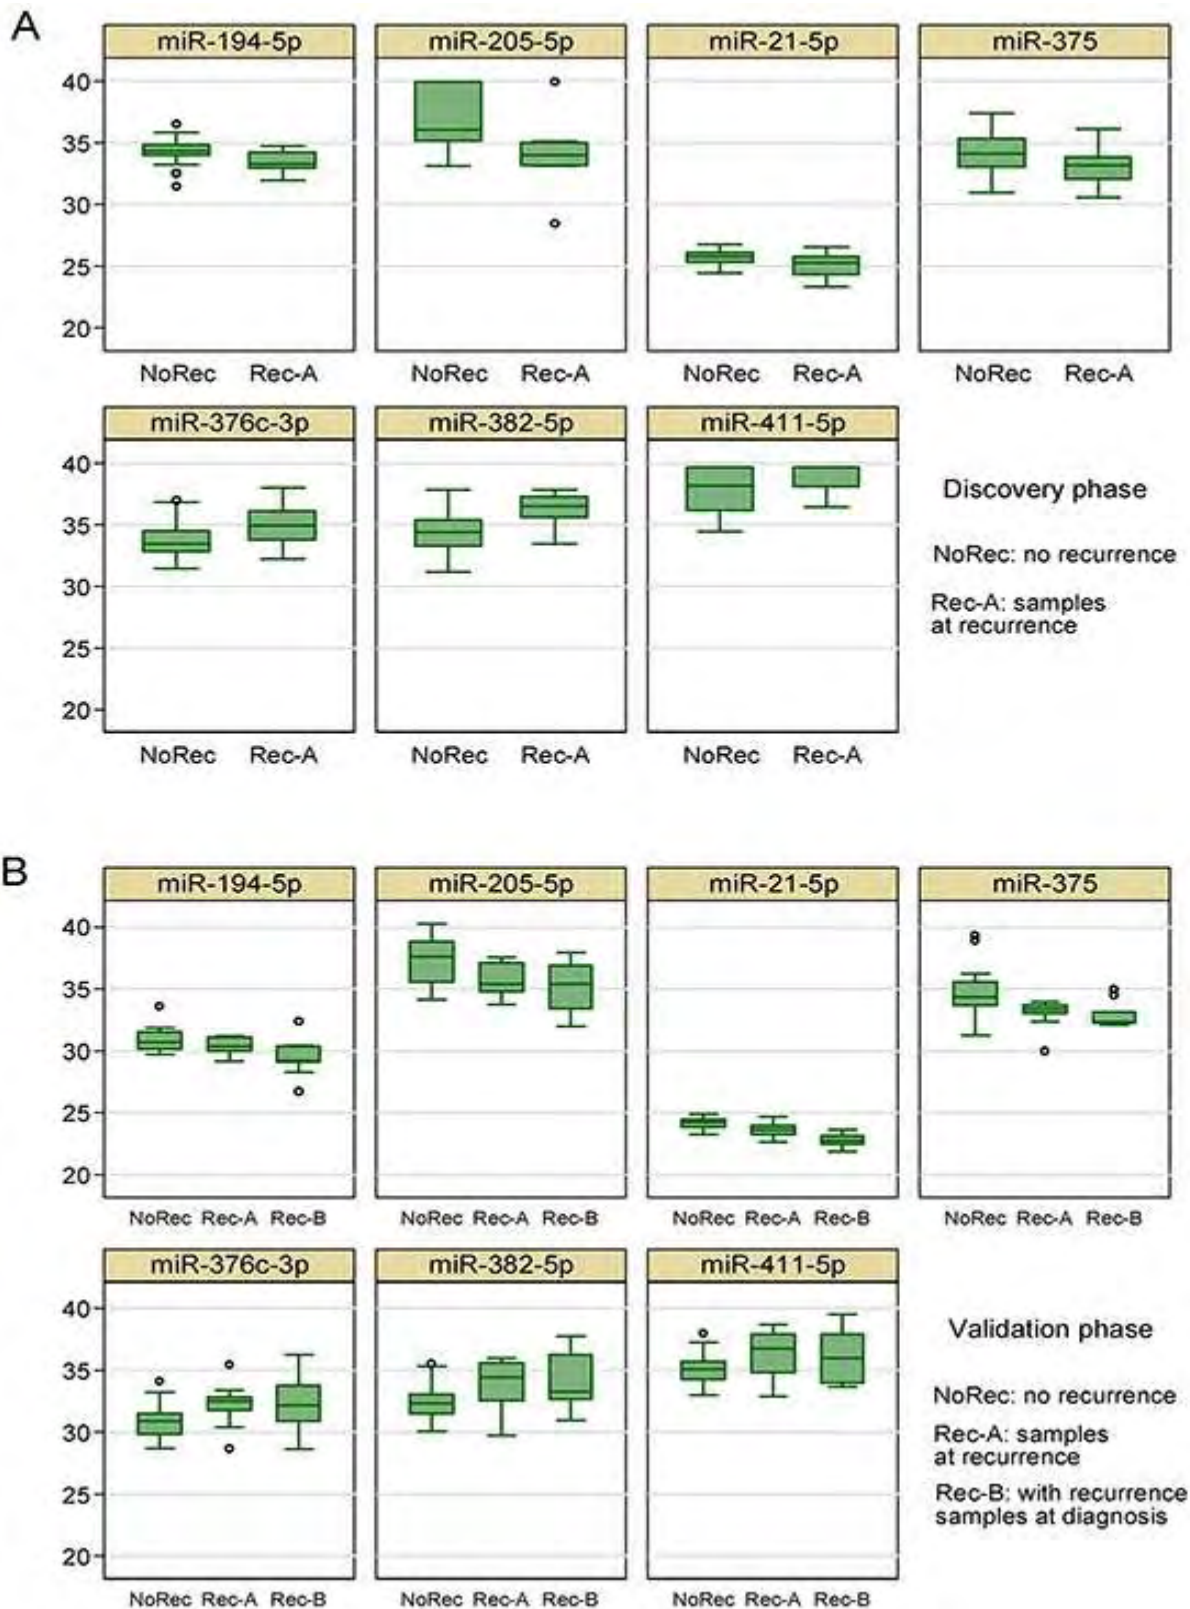 A
miR-194-5p miR-205-5p miR-21-5p miR-375
40
35
30
25
20
NoRec Rec-A NoRec Rec-A NoRec Rec-A NoRec Rec-A
miR-376c-3p miR-382-5p miR-411-5p
40
35
30
25
20
NoRec Rec-A NoRec Rec-A NoRec Rec-A
Discovery phase
NoRec: no recurrence
Rec-A: samples
at recurrence
B
miR-194-5p miR-205-5p miR-21-5p miR-375
40
35
30
25
20
NoRec Rec-A Rec-B NoRec Rec-A Rec-B NoRec Rec-A Rec-B NoRec Rec-A Rec-B
miR-376c-3p miR-382-5p miR-411-5p
40
35
30
25
20
NoRec Rec-A Rec-B NoRec Rec-A Rec-B NoRec Rec-A Rec-B
Validation phase
NoRec: no recurrence
Rec-A: samples
at recurrence
Rec-B: with recurrence
samples at diagnosis